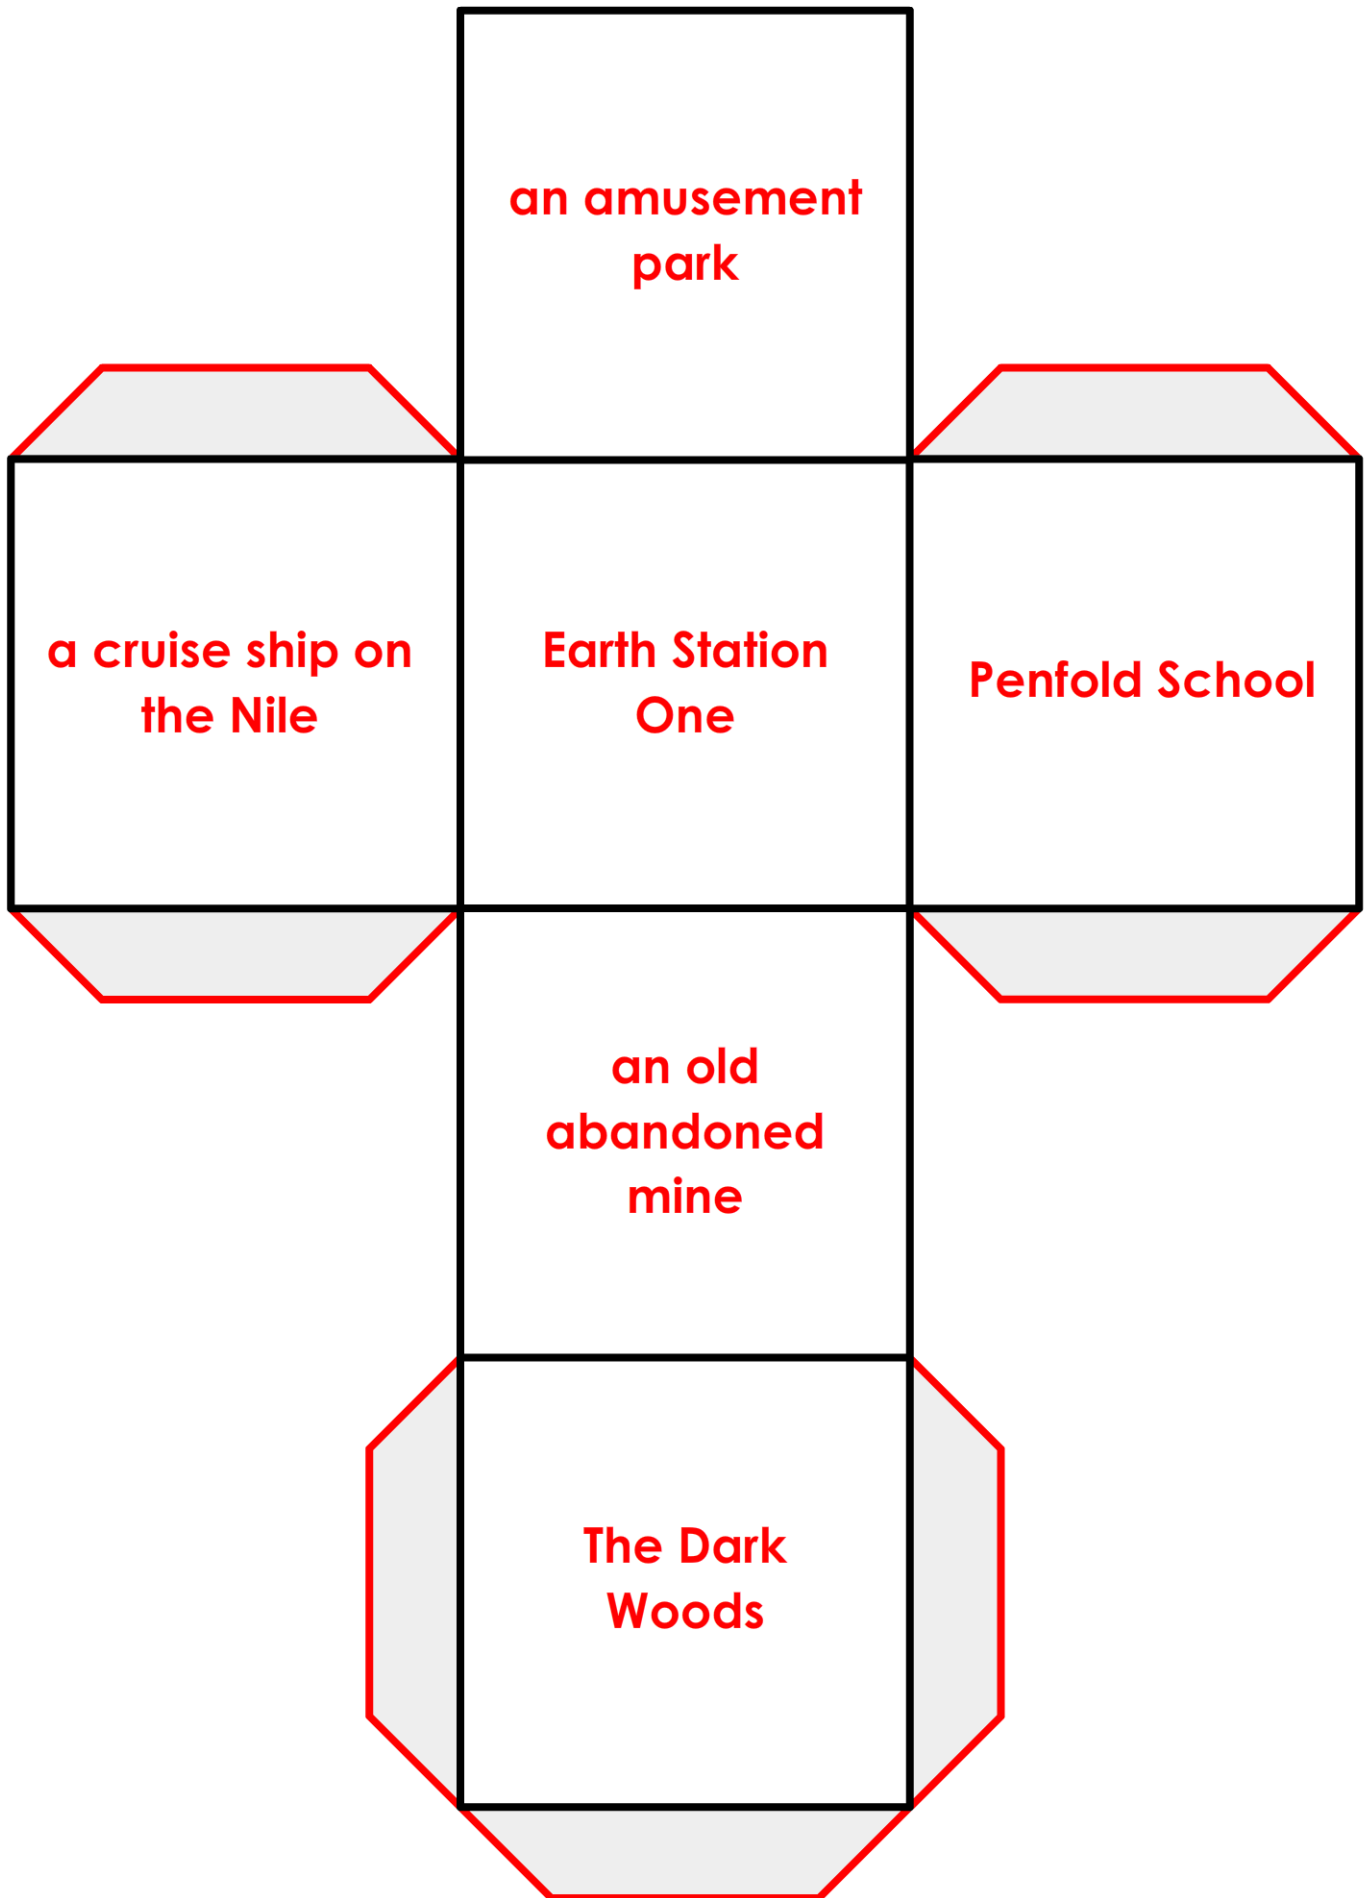 an amusement
park
a cruise ship on
the Nile
Earth Station
One
Penfold School
an old
abandoned
mine
The Dark
Woods